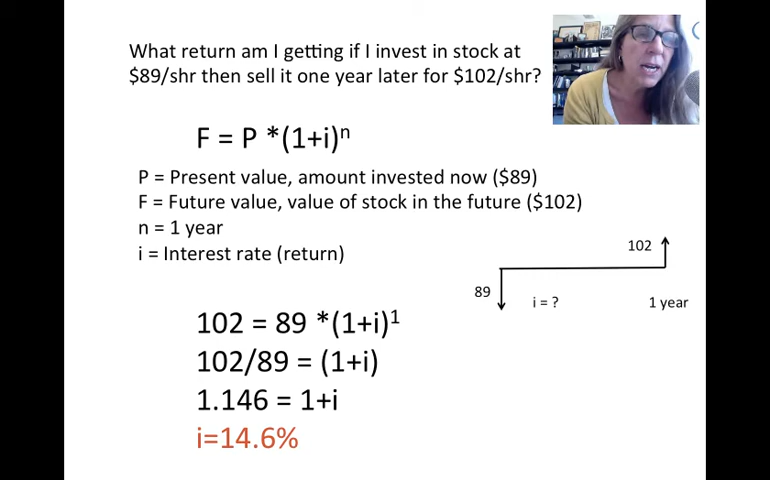 What return am I getting if I invest in stock at
$89/shr then sell it one year later for $102/shr?
F = P *(1+i)ⁿ
P = Present value, amount invested now ($89)
F = Future value, value of stock in the future ($102)
n = 1 year
i = Interest rate (return)
102
89
i = ?
1 year
102 = 89 *(1+i)¹
102/89 = (1+i)
1.146 = 1+i
i=14.6%